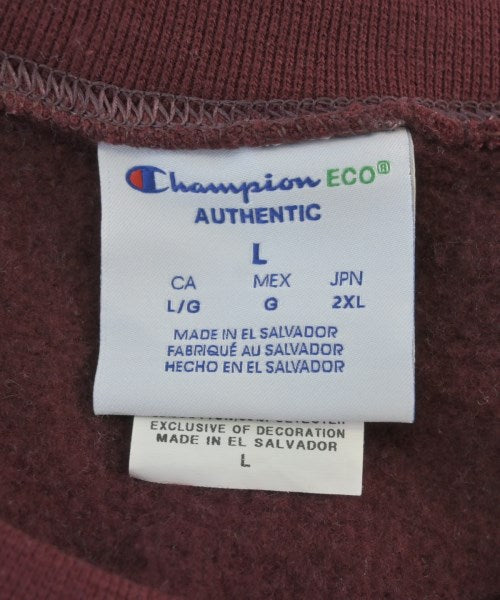 Champion ECO®
AUTHENTIC
L
CA MEX JPN
L/G G 2XL
MADE IN EL SALVADOR
FABRIQUÉ AU SALVADOR
HECHO EN EL SALVADOR
EXCLUSIVE OF DECORATION
MADE IN EL SALVADOR
L